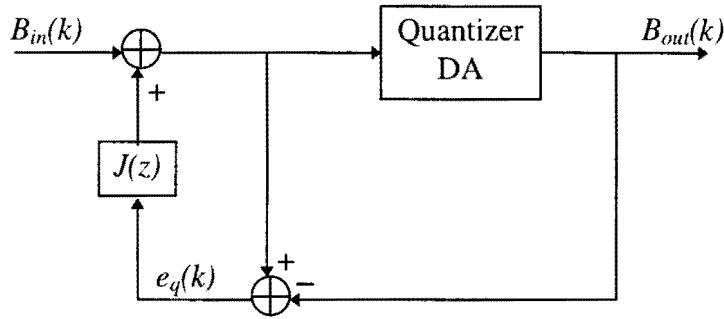 B_in(k)
Quantizer
DA
B_out(k)
+
J(z)
+
−
e_q(k)